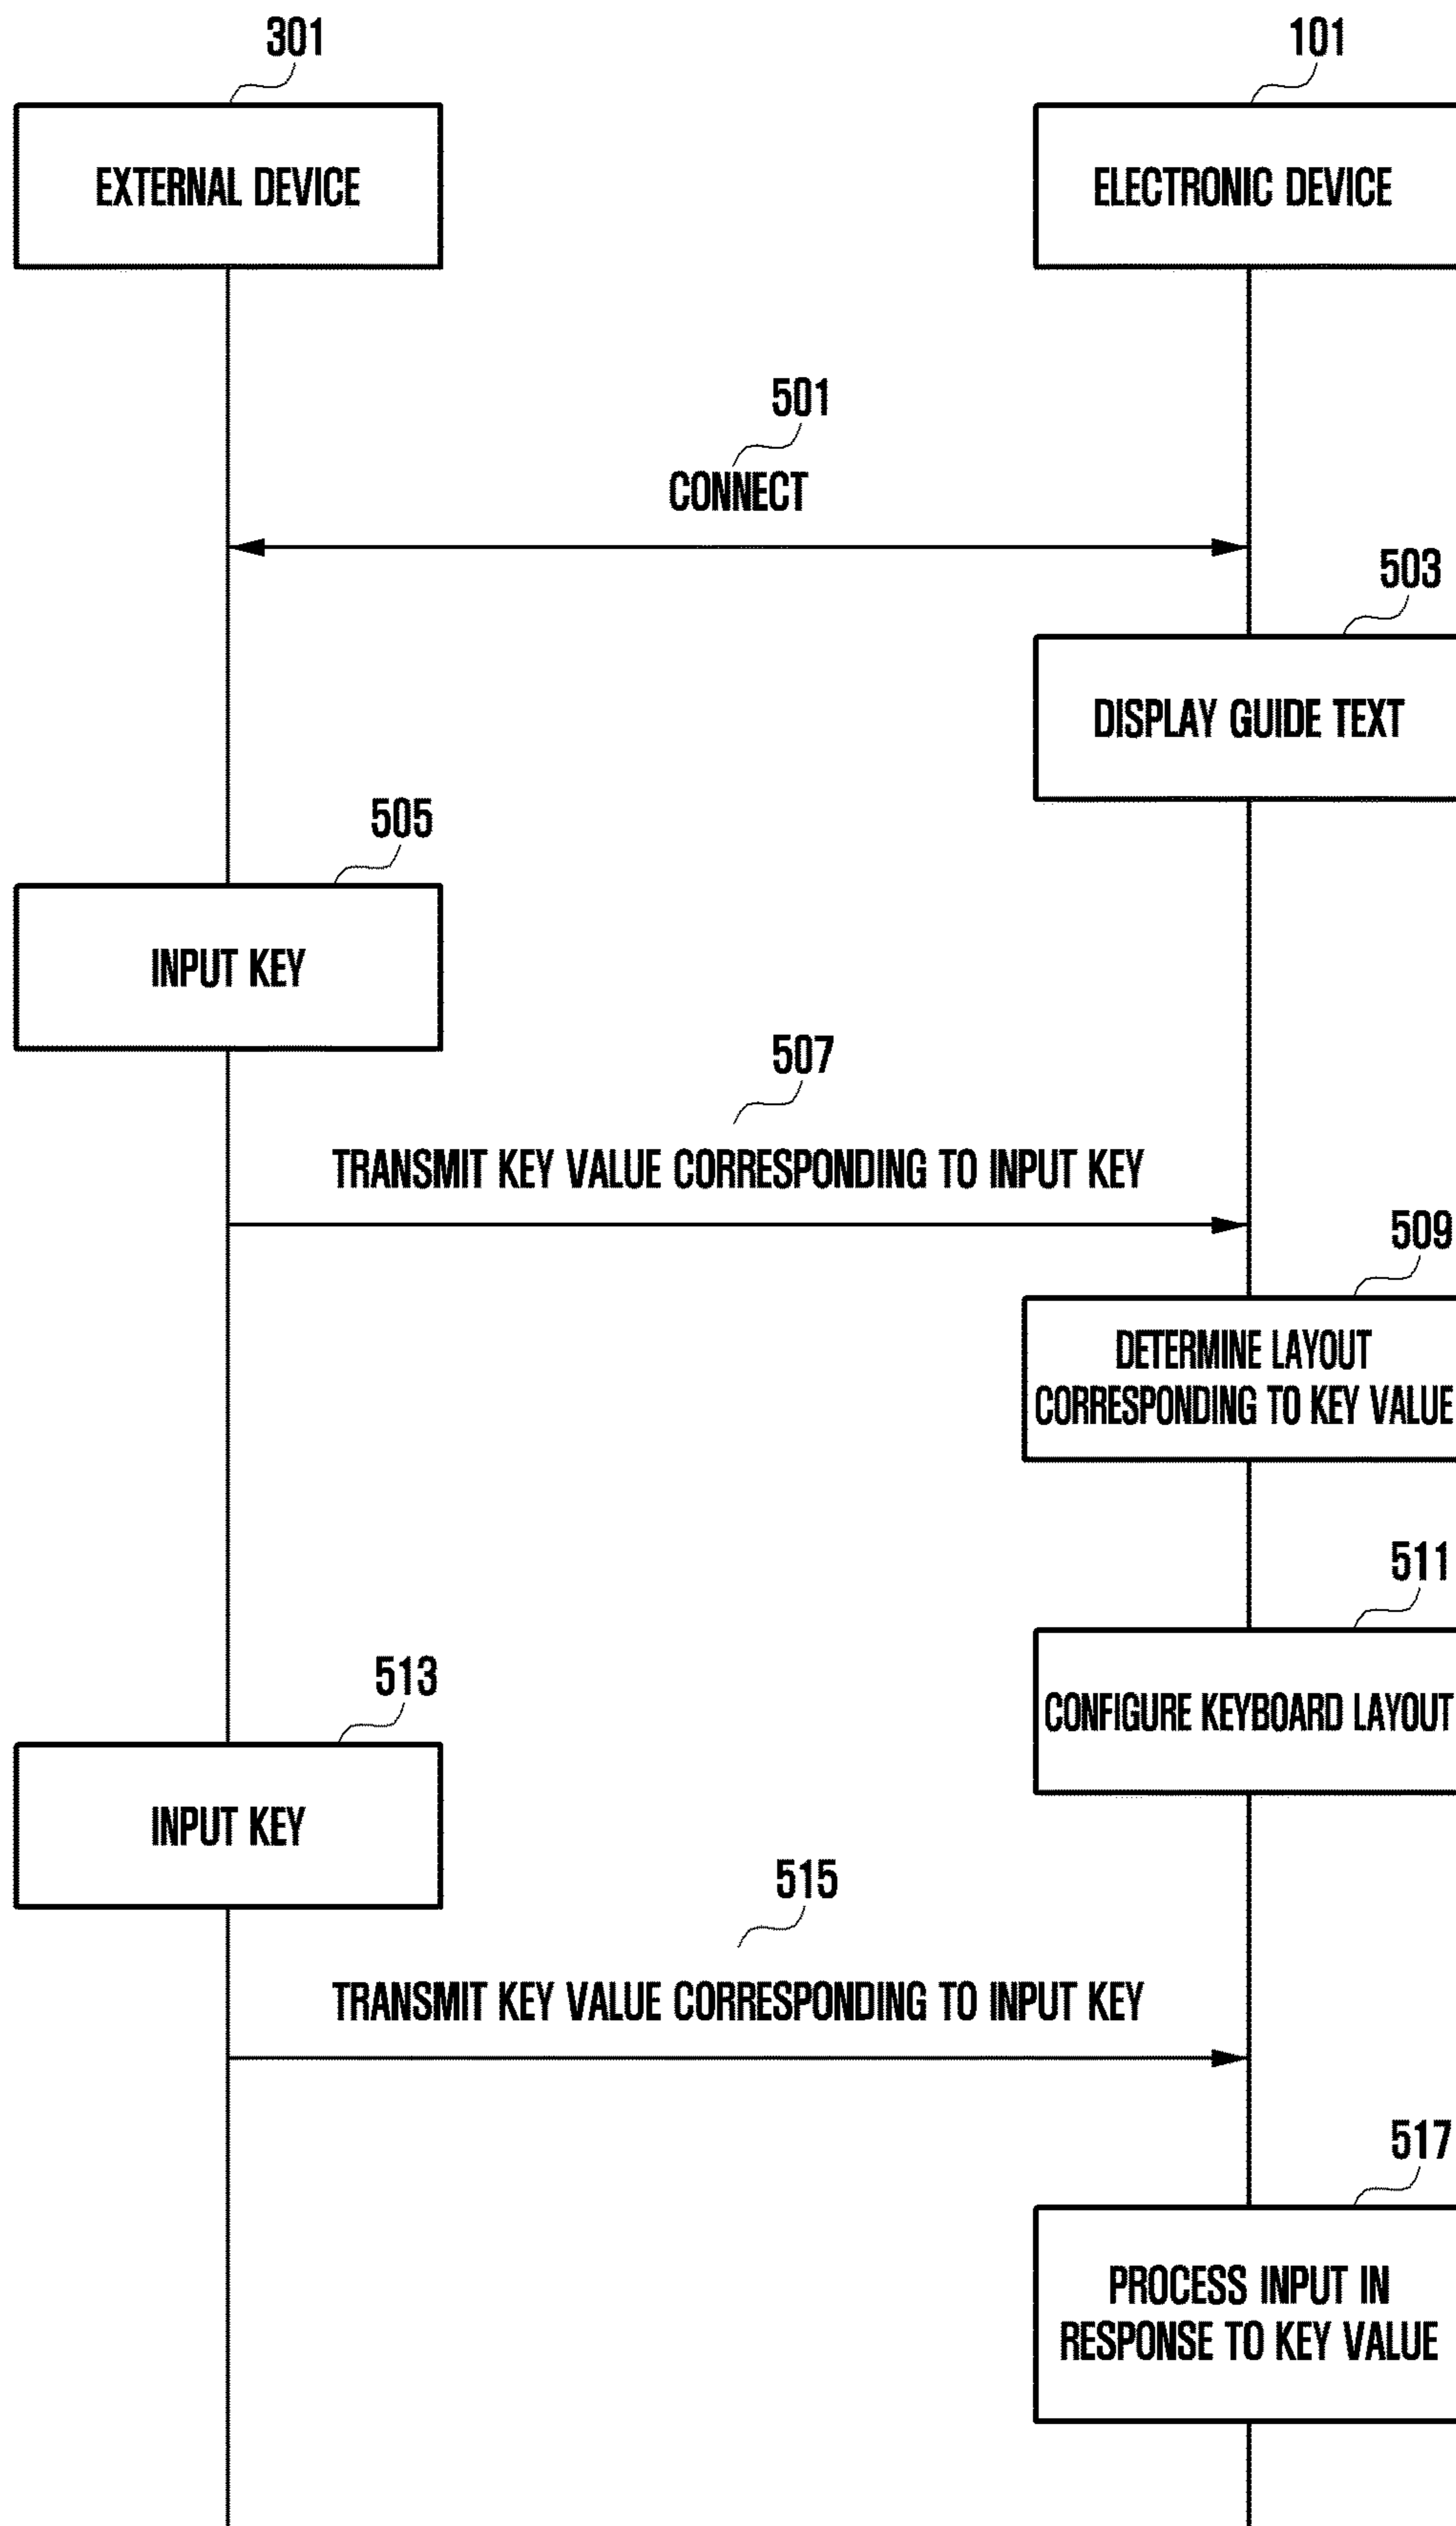 301
101
EXTERNAL DEVICE
ELECTRONIC DEVICE
501
CONNECT
503
DISPLAY GUIDE TEXT
505
INPUT KEY
507
TRANSMIT KEY VALUE CORRESPONDING TO INPUT KEY
509
DETERMINE LAYOUT
CORRESPONDING TO KEY VALUE
511
CONFIGURE KEYBOARD LAYOUT
513
INPUT KEY
515
TRANSMIT KEY VALUE CORRESPONDING TO INPUT KEY
517
PROCESS INPUT IN
RESPONSE TO KEY VALUE